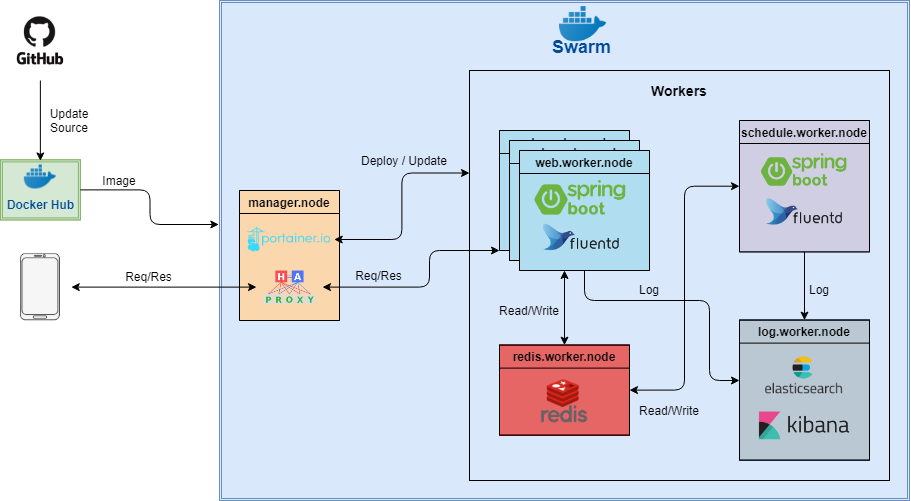 GitHub
Update
Source
Docker Hub
Image
Req/Res
Swarm
manager.node
portainer.io
HA
PROXY
Deploy / Update
Req/Res
Workers
web.worker.node
spring
boot
fluentd
schedule.worker.node
spring
boot
fluentd
Read/Write
Log
Log
redis.worker.node
redis
Read/Write
log.worker.node
elasticsearch
kibana